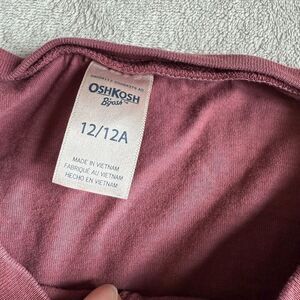 OSHKOSH
B'gosh
12/12A
MADE IN VIETNAM
FABRIQUÉ AU VIETNAM
HECHO EN VIETNAM